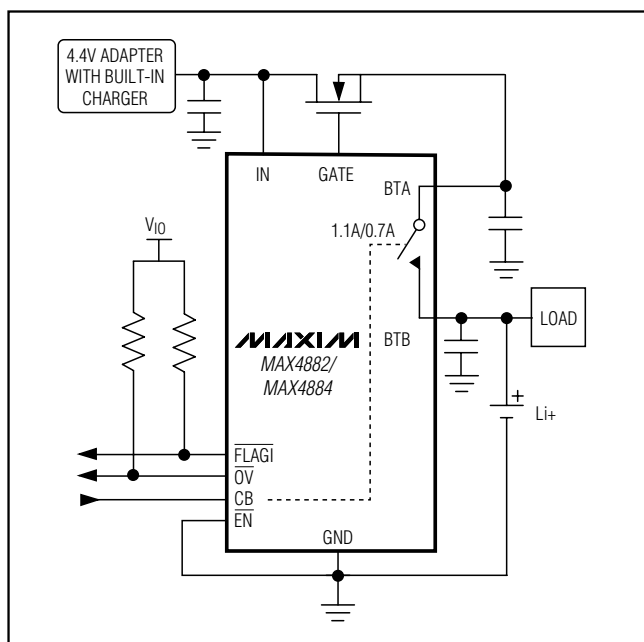 4.4V ADAPTER
WITH BUILT-IN
CHARGER
IN
GATE
BTA
1.1A/0.7A
VIO
LOAD
MAXIM
BTB
MAX4882/
MAX4884
+
Li+
FLAGI
OV
CB
EN
GND